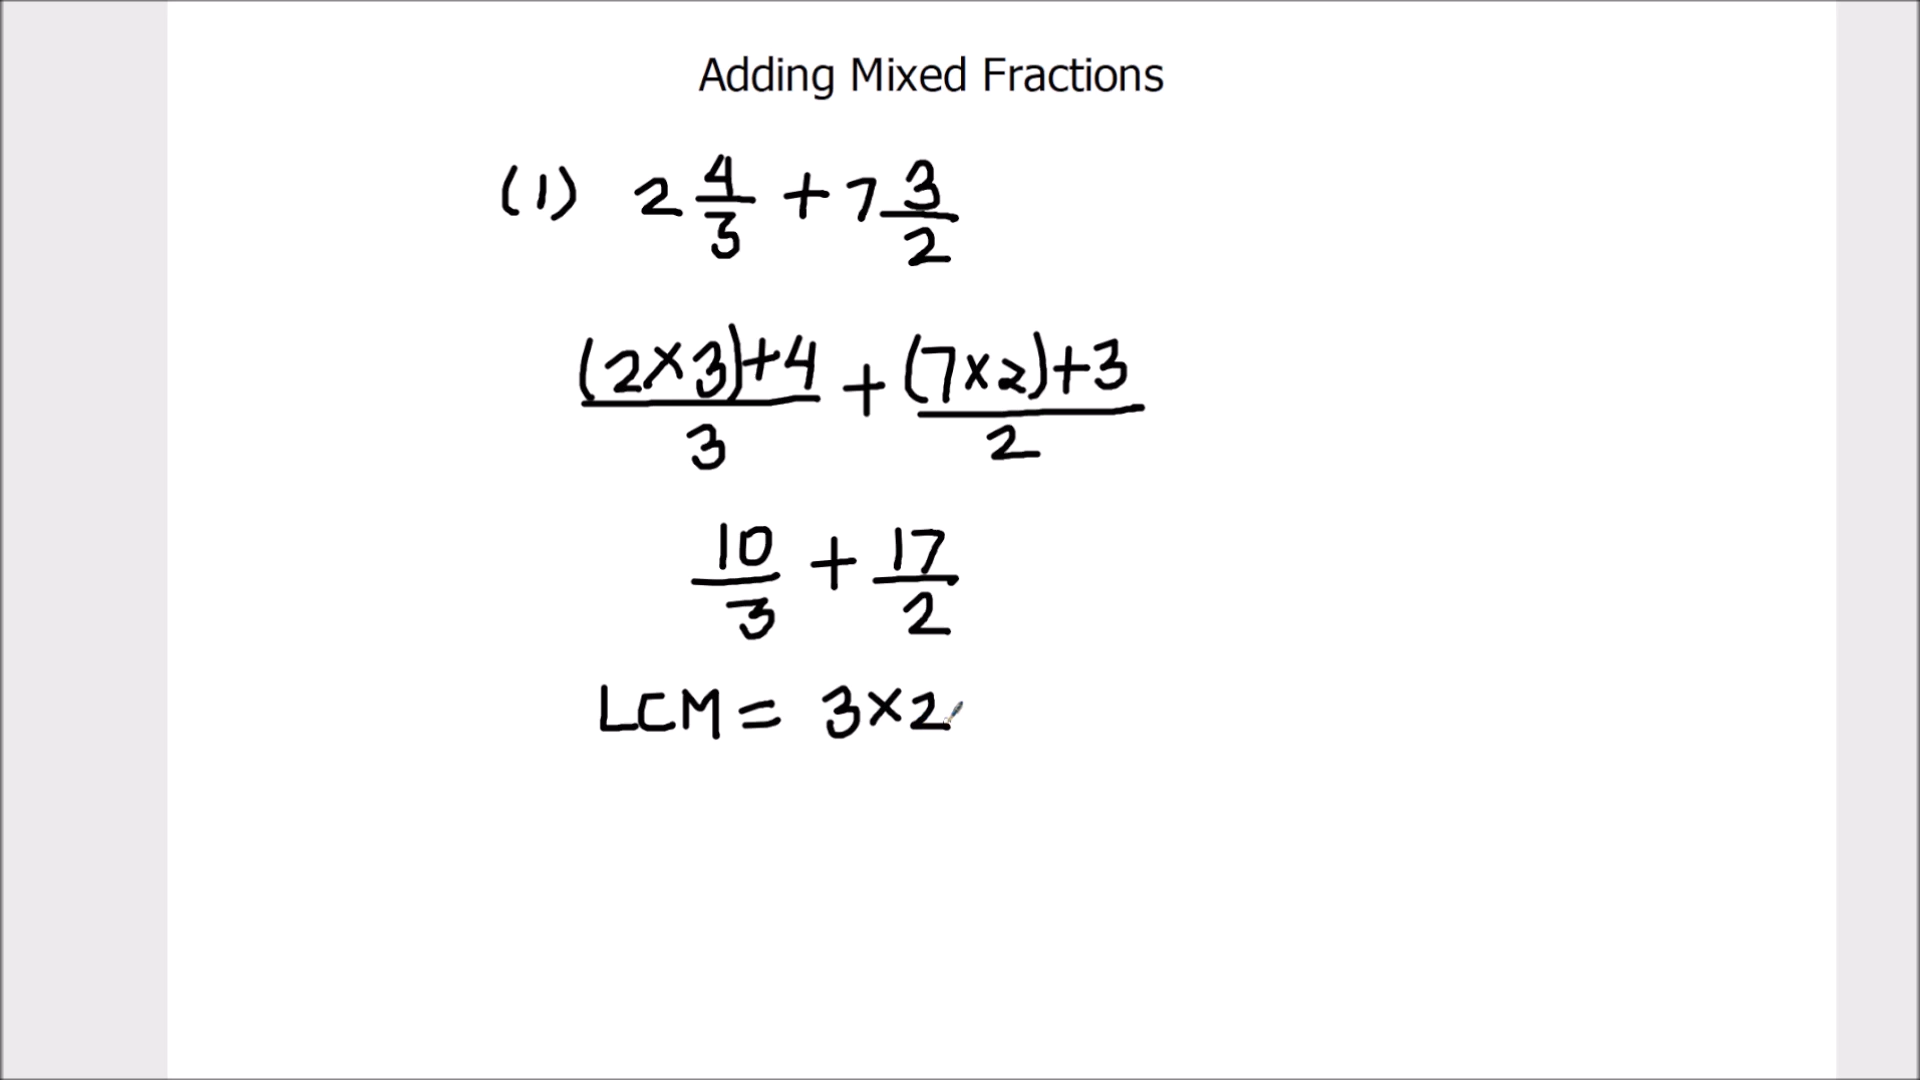 Adding Mixed Fractions
(1) 2 4/3 + 7 3/2
(2×3)+4/3 + (7×2)+3/2
10/3 + 17/2
LCM = 3×2